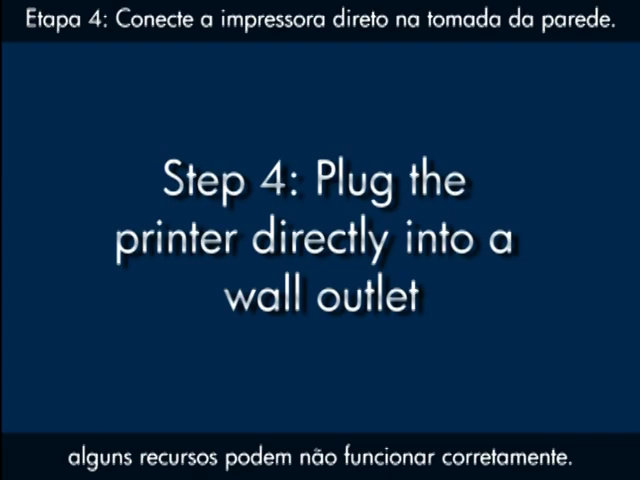 Etapa 4: Conecte a impressora direto na tomada da parede.
Step 4: Plug the
printer directly into a
wall outlet
alguns recursos podem não funcionar corretamente.